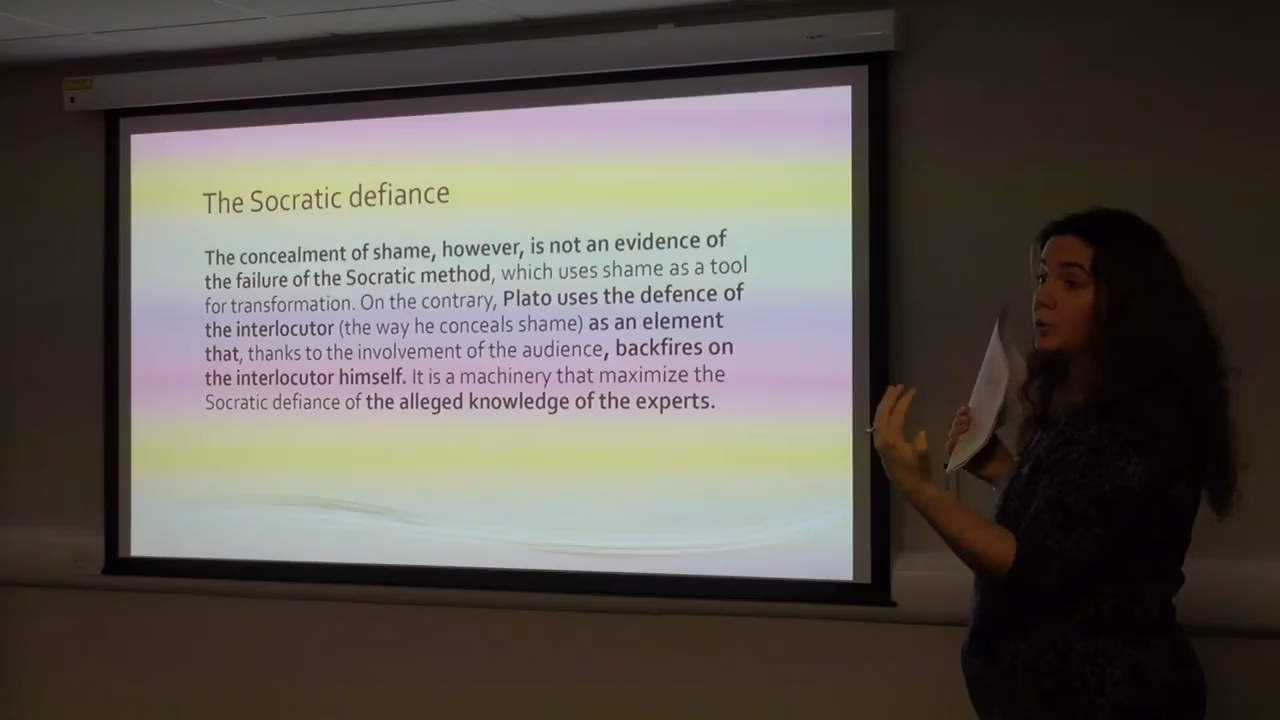 The Socratic defiance
The concealment of shame, however, is not an evidence of
the failure of the Socratic method, which uses shame as a tool
for transformation. On the contrary, Plato uses the defence of
the interlocutor (the way he conceals shame) as an element
that, thanks to the involvement of the audience, backfires on
the interlocutor himself. It is a machinery that maximize the
Socratic defiance of the alleged knowledge of the experts.